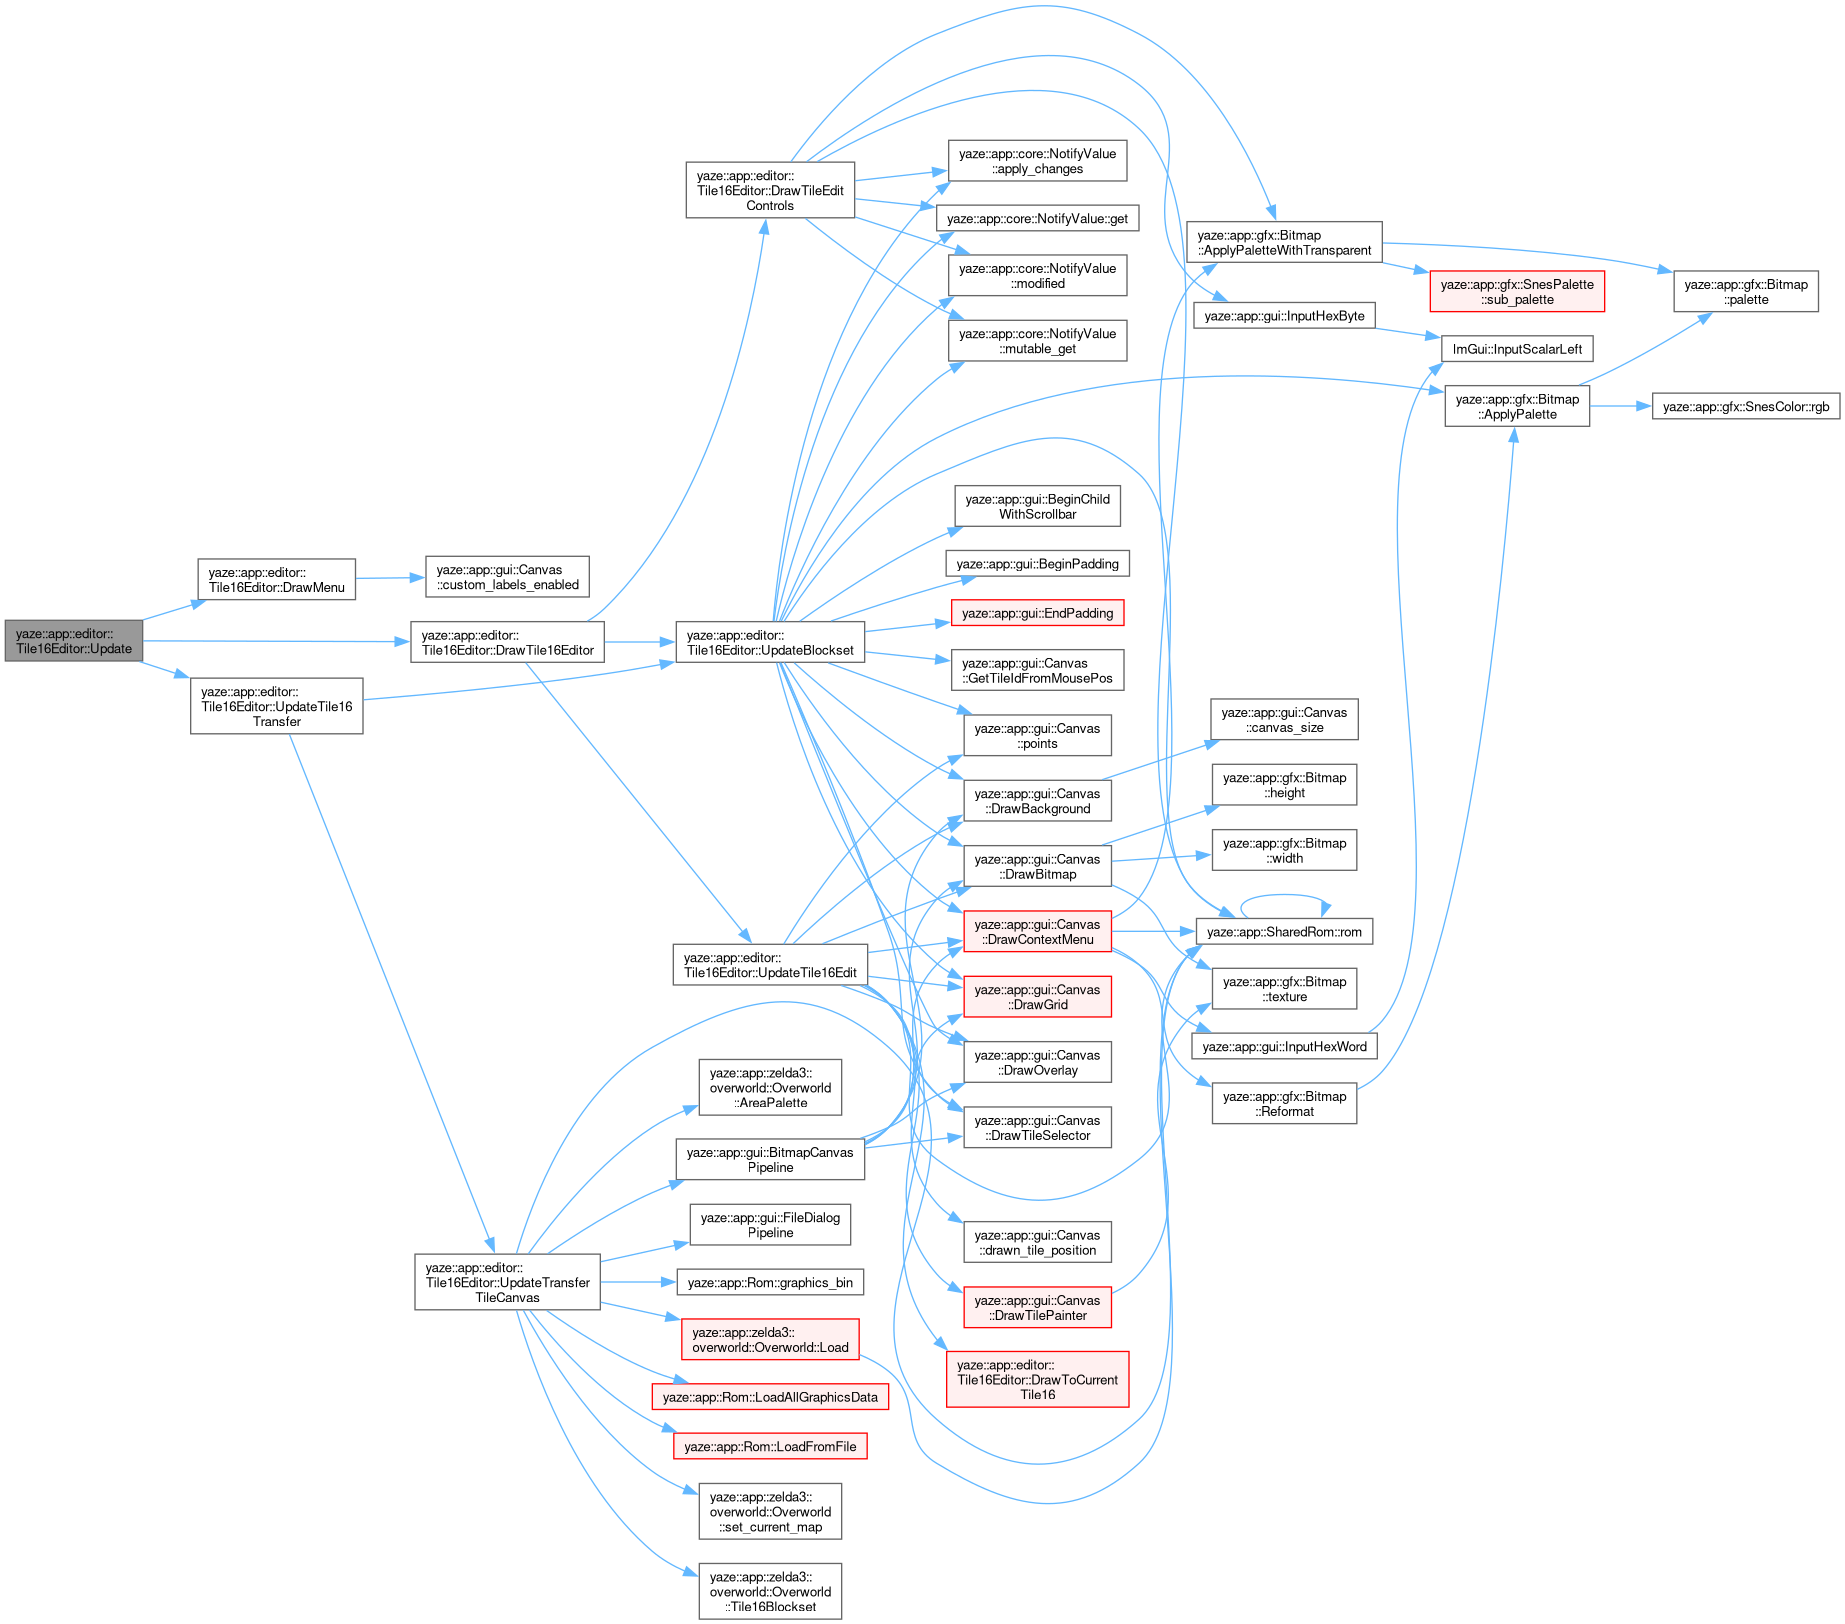 yaze::app::editor::
Tile16Editor::Update
yaze::app::editor::
Tile16Editor::DrawMenu
yaze::app::gui::Canvas
::custom_labels_enabled
yaze::app::editor::
Tile16Editor::DrawTile16Editor
yaze::app::editor::
Tile16Editor::UpdateTile16
Transfer
yaze::app::editor::
Tile16Editor::DrawTileEdit
Controls
yaze::app::editor::
Tile16Editor::UpdateBlockset
yaze::app::editor::
Tile16Editor::UpdateTile16Edit
yaze::app::editor::
Tile16Editor::UpdateTransfer
TileCanvas
yaze::app::zelda3::
overworld::Overworld
::AreaPalette
yaze::app::gui::BitmapCanvas
Pipeline
yaze::app::gui::FileDialog
Pipeline
yaze::app::Rom::graphics_bin
yaze::app::zelda3::
overworld::Overworld::Load
yaze::app::Rom::LoadAllGraphicsData
yaze::app::Rom::LoadFromFile
yaze::app::zelda3::
overworld::Overworld
::set_current_map
yaze::app::zelda3::
overworld::Overworld
::Tile16Blockset
yaze::app::core::NotifyValue
::apply_changes
yaze::app::core::NotifyValue::get
yaze::app::core::NotifyValue
::modified
yaze::app::core::NotifyValue
::mutable_get
yaze::app::gui::BeginChild
WithScrollbar
yaze::app::gui::BeginPadding
yaze::app::gui::EndPadding
yaze::app::gui::Canvas
::GetTileIdFromMousePos
yaze::app::gui::Canvas
::points
yaze::app::gui::Canvas
::DrawBackground
yaze::app::gui::Canvas
::DrawBitmap
yaze::app::gui::Canvas
::DrawContextMenu
yaze::app::gui::Canvas
::DrawGrid
yaze::app::gui::Canvas
::DrawOverlay
yaze::app::gui::Canvas
::DrawTileSelector
yaze::app::gui::Canvas
::drawn_tile_position
yaze::app::gui::Canvas
::DrawTilePainter
yaze::app::editor::
Tile16Editor::DrawToCurrent
Tile16
yaze::app::gfx::Bitmap
::ApplyPaletteWithTransparent
yaze::app::gui::InputHexByte
yaze::app::gfx::SnesPalette
::sub_palette
yaze::app::gfx::Bitmap
::palette
ImGui::InputScalarLeft
yaze::app::gfx::Bitmap
::ApplyPalette
yaze::app::gfx::SnesColor::rgb
yaze::app::gui::Canvas
::canvas_size
yaze::app::gfx::Bitmap
::height
yaze::app::gfx::Bitmap
::width
yaze::app::SharedRom::rom
yaze::app::gfx::Bitmap
::texture
yaze::app::gui::InputHexWord
yaze::app::gfx::Bitmap
::Reformat